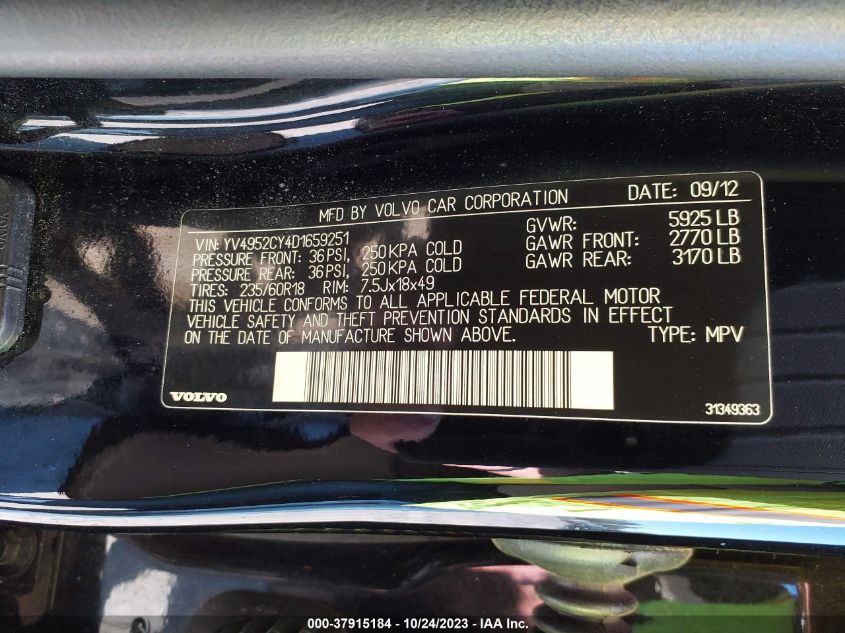 MFD BY VOLVO CAR CORPORATION DATE: 09/12
VIN: YV4952CY4D1659251 GVWR: 5925 LB
PRESSURE FRONT: 36 PSI, 250 KPA COLD GAWR FRONT: 2770 LB
PRESSURE REAR: 36 PSI, 250 KPA COLD GAWR REAR: 3170 LB
TIRES: 235/60R18 RIM: 7.5Jx18x49
THIS VEHICLE CONFORMS TO ALL APPLICABLE FEDERAL MOTOR
VEHICLE SAFETY AND THEFT PREVENTION STANDARDS IN EFFECT
ON THE DATE OF MANUFACTURE SHOWN ABOVE. TYPE: MPV
VOLVO 31349363
000-37915184 - 10/24/2023 - IAA Inc.